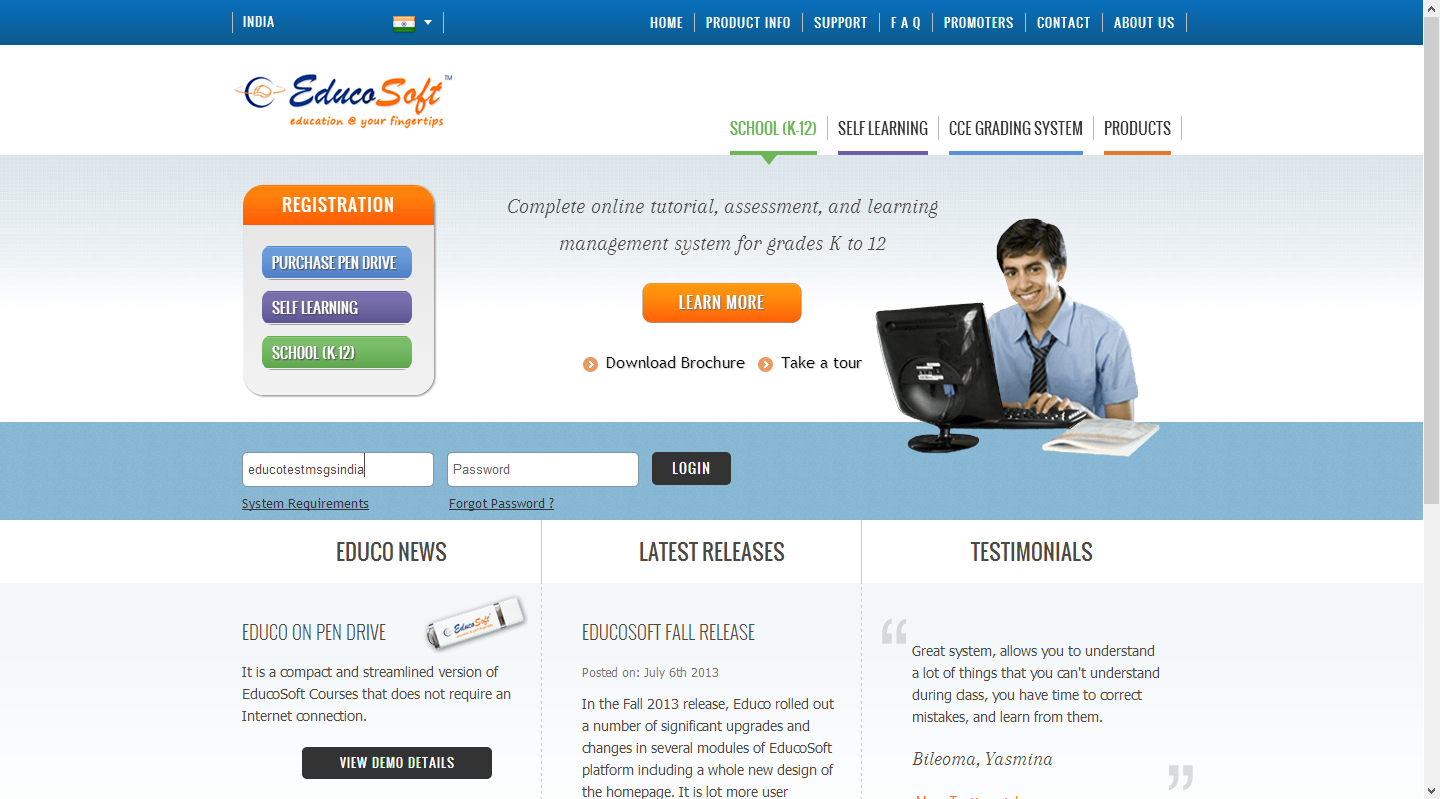 INDIA
HOME PRODUCT INFO SUPPORT F A Q PROMOTERS CONTACT ABOUT US
EducoSoft™
education @ your fingertips
SCHOOL (K-12) SELF LEARNING CCE GRADING SYSTEM PRODUCTS
REGISTRATION
PURCHASE PEN DRIVE
SELF LEARNING
SCHOOL (K-12)
Complete online tutorial, assessment, and learning
management system for grades K to 12
LEARN MORE
Download Brochure Take a tour
educotestmsgsindia Password LOGIN
System Requirements Forgot Password ?
EDUCO NEWS
LATEST RELEASES
TESTIMONIALS
EDUCO ON PEN DRIVE
EducoSoft
It is a compact and streamlined version of
EducoSoft Courses that does not require an
Internet connection.
VIEW DEMO DETAILS
EDUCOSOFT FALL RELEASE
Posted on: July 6th 2013
In the Fall 2013 release, Educo rolled out
a number of significant upgrades and
changes in several modules of EducoSoft
platform including a whole new design of
the homepage. It is lot more user
“
Great system, allows you to understand
a lot of things that you can't understand
during class, you have time to correct
mistakes, and learn from them.
Bileoma, Yasmina
”